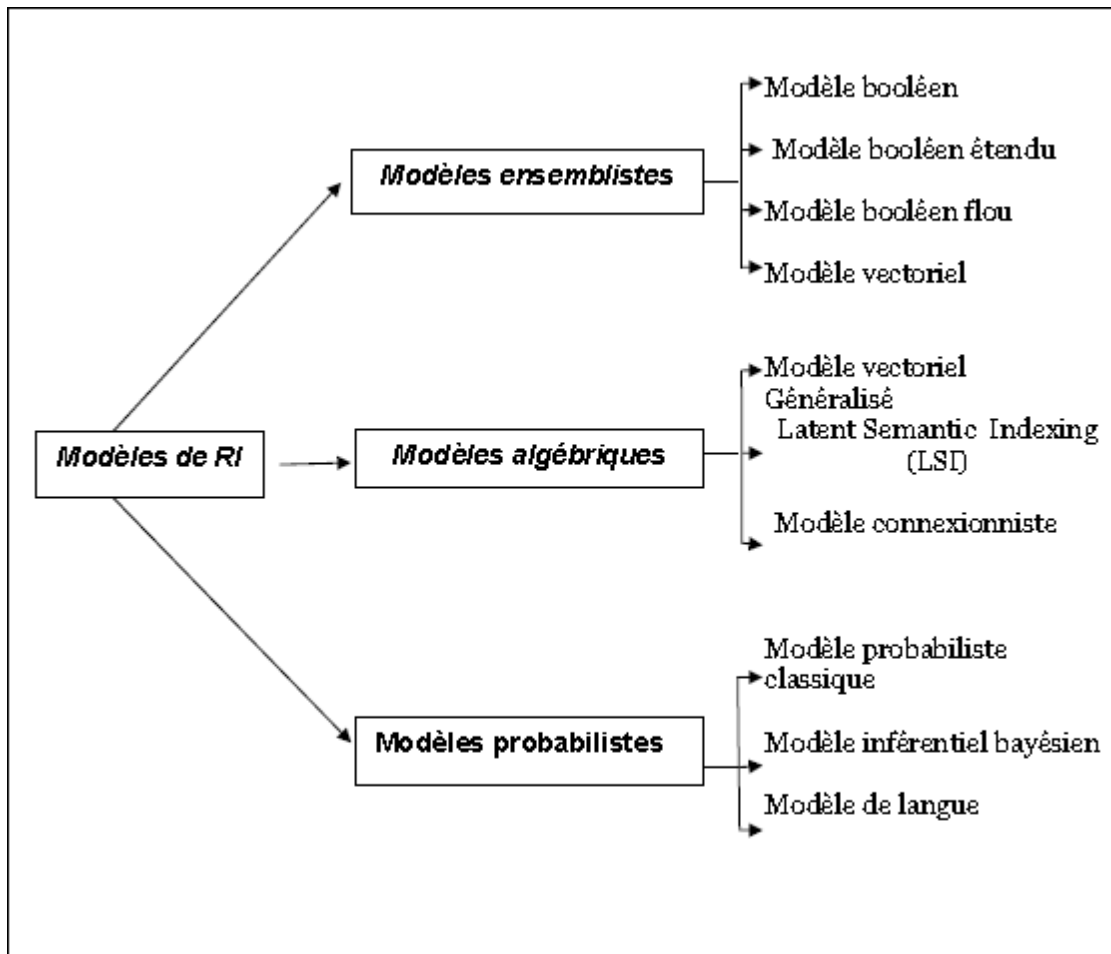 Modèle booléen
Modèle booléen étendu
Modèles ensemblistes
Modèle booléen flou
Modèle vectoriel
Modèle vectoriel
Généralisé
Latent Semantic Indexing
(LSI)
Modèles de RI
Modèles algébriques
Modèle connexionniste
Modèle probabiliste
classique
Modèles probabilistes
Modèle inférentiel bayésien
Modèle de langue